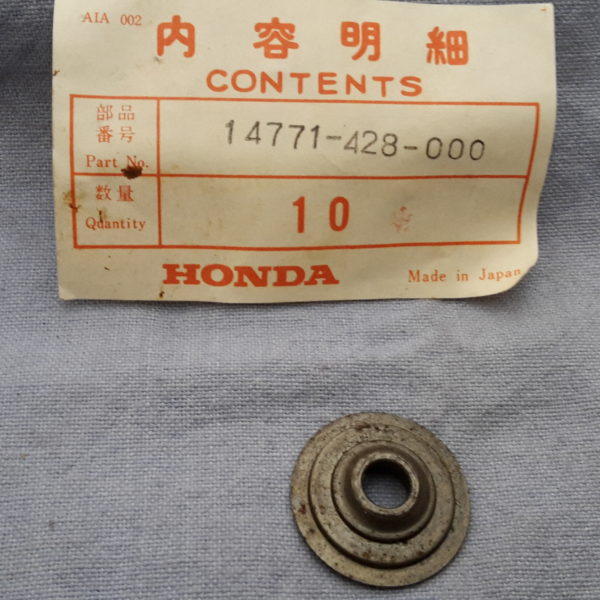 AIA 002
内容明細
CONTENTS
部品
番号
Part No.
14771-428-000
数量
Quantity
10
HONDA
Made in Japan